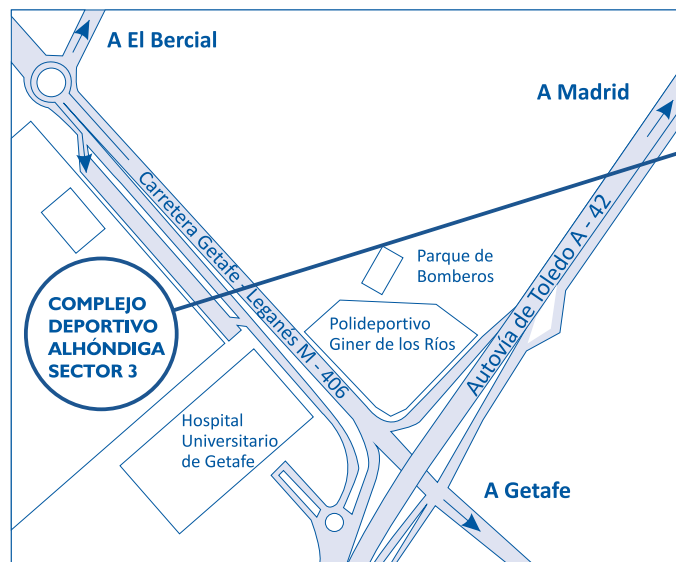 A El Bercial
A Madrid
Carretera Getafe - Leganés M - 406
Autovía de Toledo A - 42
Parque de
Bomberos
COMPLEJO
DEPORTIVO
ALHÓNDIGA
SECTOR 3
Polideportivo
Giner de los Ríos
Hospital
Universitario
de Getafe
A Getafe